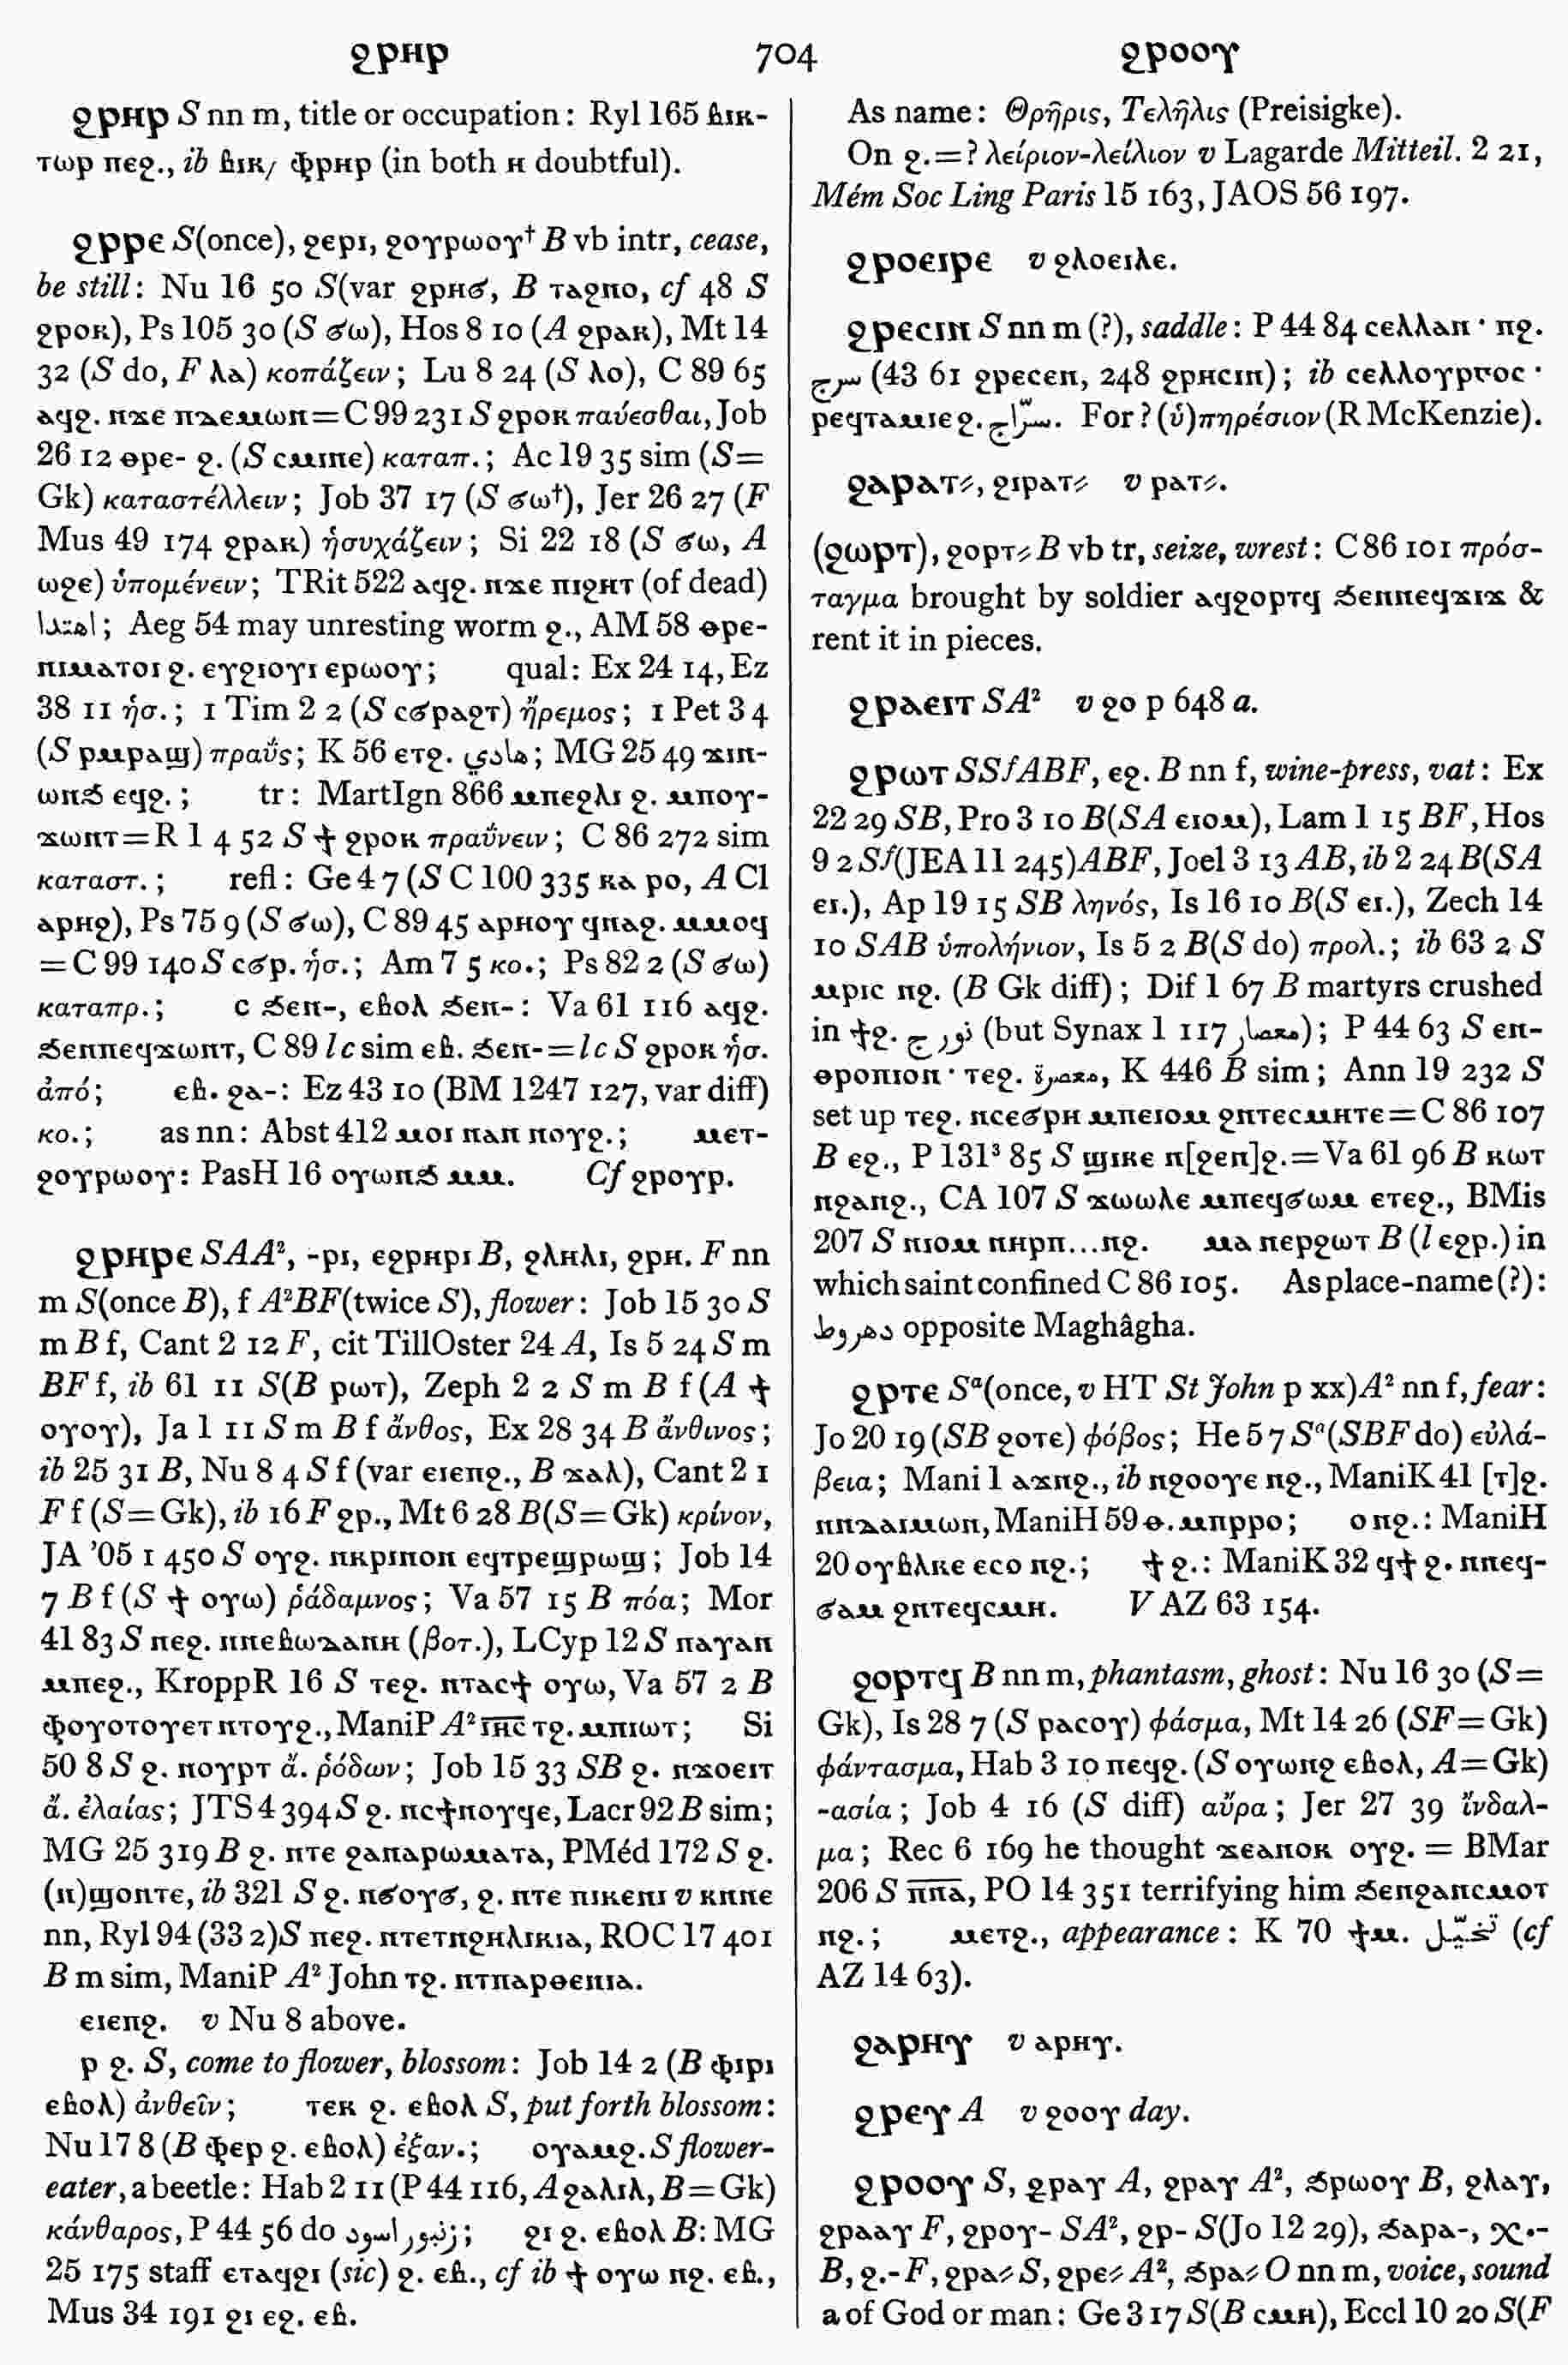 ϩⲣⲏⲣ 704 ϩⲣⲟⲟⲩ
ϩⲣⲏⲣ S nn m, title or occupation: Ryl 165 ⲃⲓⲕ-
ⲧⲱⲣ ⲡⲉϩ., ib ⲃⲓⲕ/ ⲫⲣⲏⲣ (in both ⲏ doubtful).
ϩⲣⲣⲉ S(once), ϩⲉⲣⲓ, ϩⲟⲩⲣⲱⲟⲩ† B vb intr, cease,
be still: Nu 16 50 S(var ϩⲣⲏϭ, B ⲧⲁϩⲛⲟ, cf 48 S
ϩⲣⲟⲕ), Ps 105 30 (S ϭⲱ), Hos 8 10 (A ϩⲣⲁⲕ), Mt 14
32 (S do, F ⲗⲁ) κοπάζειν; Lu 8 24 (S ⲗⲟ), C 89 65
ⲁϥϩ. ⲛϫⲉ ⲡⲇⲉⲙⲱⲛ=C 99 231 S ϩⲣⲟⲕ παύεσθαι, Job
26 12 ⲑⲣⲉ- ϩ. (S ⲥⲙⲓⲛⲉ) καταπ.; Ac 19 35 sim (S=
Gk) καταστέλλειν; Job 37 17 (S ϭⲱ†), Jer 26 27 (F
Mus 49 174 ϩⲣⲁⲕ) ἡσυχάζειν; Si 22 18 (S ϭⲱ, A
ⲱϩⲉ) ὑπομένειν; TRit 522 ⲁϥϩ. ⲛϫⲉ ⲡⲓϩⲏⲧ (of dead)
; Aeg 54 may unresting worm ϩ., AM 58 ⲑⲣⲉ-
ⲛⲓⲙⲁⲧⲟⲓ ϩ. ⲉⲩϩⲓⲟⲩⲓ ⲉⲣⲱⲟⲩ; qual: Ex 24 14, Ez
38 11 ἡσ.; 1 Tim 2 2 (S ⲥϭⲣⲁϩⲧ) ἤρεμος; 1 Pet 3 4
(S ⲣⲙⲣⲁϣ) πραΰς; K 56 ⲉⲧϩ. هادى; MG 25 49 ϫⲓⲛ-
ⲱⲛϧ ⲉϥϩ.; tr: MartIgn 866 ⲙⲡⲉϩⲗⲓ ϩ. ⲙⲡⲟⲩ-
ϫⲱⲛⲧ=R 1 4 52 S ϯ ϩⲣⲟⲕ πραΰνειν; C 86 272 sim
καταστ.; refl: Ge 4 7 (S C 100 335 ⲕⲁ ⲣⲟ, A Cl
ⲁⲣⲏϩ), Ps 75 9 (S ϭⲱ), C 89 45 ⲁⲣⲏⲟⲩ ϥⲛⲁϩ. ⲙⲙⲟϥ
=C 99 140 S ⲥϭⲣ. ἡσ.; Am 7 5 κο.; Ps 82 2 (S ϭⲱ)
καταπρ.; c ϧⲉⲛ-, ⲉⲃⲟⲗ ϧⲉⲛ-: Va 61 116 ⲁϥϩ.
ϧⲉⲛⲡⲉϥϫⲱⲛⲧ, C 89 lc sim ⲉⲃ. ϧⲉⲛ-=lc S ϩⲣⲟⲕ ἡσ.
ἀπό; ⲉⲃ. ϩⲁ-: Ez 43 10 (BM 1247 127, var diff)
κο.; as nn: Abst 412 ⲙⲟⲓ ⲛⲁⲛ ⲛⲟⲩϩ.; ⲙⲉⲧ-
ϩⲟⲩⲣⲱⲟⲩ: PasH 16 ⲟⲩⲱⲛϧ ⲙⲙ. Cf ϩⲣⲟⲩⲣ.
ϩⲣⲏⲣⲉ SAA², -ⲣⲓ, ⲉϩⲣⲏⲣⲓ B, ϩⲗⲏⲗⲓ, ϩⲣⲏ. F nn
m S(once B), f A²BF(twice S), flower: Job 15 30 S
m B f, Cant 2 12 F, cit TillOster 24 A, Is 5 24 S m
BF f, ib 61 11 S(B ⲣⲱⲧ), Zeph 2 2 S m B f (A ϯ
ⲟⲩⲟⲩ), Ja 1 11 S m B f ἄνθος, Ex 28 34 B ἄνθινος;
ib 25 31 B, Nu 8 4 S f (var ⲉⲓⲉⲛϩ., B ϫⲁⲗ), Cant 2 1
F f (S=Gk), ib 16 F ϩⲣ., Mt 6 28 B(S=Gk) κρίνον,
JA '05 1 450 S ⲟⲩϩ. ⲛⲕⲣⲓⲛⲟⲛ ⲉϥⲧⲣⲉϣⲣⲱϣ; Job 14
7 B f (S ϯ ⲟⲩⲱ) ῥάδαμνος; Va 57 15 B πόα; Mor
41 83 S ⲡⲉϩ. ⲛⲛⲉⲃⲱⲇⲁⲛⲏ (βοτ.), LCyp 12 S ⲡⲁⲩⲁⲛ
ⲙⲡⲉϩ., KroppR 16 S ⲧⲉϩ. ⲛⲧⲁⲥϯ ⲟⲩⲱ, Va 57 2 B
ⲫⲟⲩⲟⲧⲟⲩⲉⲧ ⲛⲧⲟⲩϩ., ManiP A² ⲓⲏⲥ ⲧϩ. ⲙⲡⲓⲱⲧ; Si
50 8 S ϩ. ⲛⲟⲩⲣⲧ ἄ. ῥόδων; Job 15 33 SB ϩ. ⲛϫⲟⲉⲓⲧ
ἄ. ἐλαίας; JTS 4 394 S ϩ. ⲛⲥϯⲛⲟⲩϥⲉ, Lacr 92 B sim;
MG 25 319 B ϩ. ⲛⲧⲉ ϩⲁⲛⲁⲣⲱⲙⲁⲧⲁ, PMéd 172 S ϩ.
(ⲛ)ϣⲟⲛⲧⲉ, ib 321 S ϩ. ⲛϭⲟⲩϭ, ϩ. ⲛⲧⲉ ⲛⲓⲕⲉⲛⲓ v ⲕⲛⲛⲉ
nn, Ryl 94 (33 2)S ⲡⲉϩ. ⲛⲧⲉⲧⲛϩⲏⲗⲓⲕⲓⲁ, ROC 17 401
B m sim, ManiP A² John ⲧϩ. ⲛⲧⲡⲁⲣⲑⲉⲛⲓⲁ.
ⲉⲓⲉⲛϩ. v Nu 8 above.
ⲣ ϩ. S, come to flower, blossom: Job 14 2 (B ⲫⲓⲣⲓ
ⲉⲃⲟⲗ) ἀνθεῖν; ⲧⲉⲕ ϩ. ⲉⲃⲟⲗ S, put forth blossom:
Nu 17 8 (B ⲫⲉⲣ ϩ. ⲉⲃⲟⲗ) ἐξαν.; ⲟⲩⲁⲙϩ. S flower-
eater, a beetle: Hab 2 11 (P 44 116, A ϩⲁⲗⲓⲗ, B=Gk)
κάνθαρος, P 44 56 do زنبور اسود; ϩⲓ ϩ. ⲉⲃⲟⲗ B: MG
25 175 staff ⲉⲧⲁϥϩⲓ (sic) ϩ. ⲉⲃ., cf ib ϯ ⲟⲩⲱ ⲛϩ. ⲉⲃ.,
Mus 34 191 ϩⲓ ⲉϩ. ⲉⲃ.
As name: Θρῆρις, Τελῆλις (Preisigke).
On ϩ.=? λείριον-λείλιον v Lagarde Mitteil. 2 21,
Mém Soc Ling Paris 15 163, JAOS 56 197.
ϩⲣⲟⲉⲓⲣⲉ v ϩⲗⲟⲉⲓⲗⲉ.
ϩⲣⲉⲥⲓⲛ S nn m (?), saddle: P 44 84 ⲥⲉⲗⲗⲁⲛ · ⲡϩ.
سرج (43 61 ϩⲣⲉⲥⲉⲛ, 248 ϩⲣⲏⲥⲓⲛ); ib ⲥⲉⲗⲗⲟⲩⲣⲅⲟⲥ ·
ⲣⲉϥⲧⲁⲙⲓⲉϩ. سرّاج. For ? (ὑ)πηρέσιον (R McKenzie).
ϩⲁⲣⲁⲧ⸗, ϩⲓⲣⲁⲧ⸗ v ⲣⲁⲧ⸗.
(ϩⲱⲣⲧ), ϩⲟⲣⲧ⸗ B vb tr, seize, wrest: C 86 101 πρόσ-
ταγμα brought by soldier ⲁϥϩⲟⲣⲧϥ ϧⲉⲛⲛⲉϥϫⲓϫ &
rent it in pieces.
ϩⲣⲁⲉⲓⲧ SA² v ϩⲟ p 648 a.
ϩⲣⲱⲧ SSfABF, ⲉϩ. B nn f, wine-press, vat: Ex
22 29 SB, Pro 3 10 B(SA ⲉⲓⲟⲙ), Lam 1 15 BF, Hos
9 2 Sf(JEA 11 245)ABF, Joel 3 13 AB, ib 2 24 B(SA
ⲉⲓ.), Ap 19 15 SB ληνός, Is 16 10 B(S ⲉⲓ.), Zech 14
10 SAB ὑπολήνιον, Is 5 2 B(S do) προλ.; ib 63 2 S
ⲙⲣⲓⲥ ⲛϩ. (B Gk diff); Dif 1 67 B martyrs crushed
in ϯϩ. (but Synax 1 117 معصار); P 44 63 S ⲉⲛ-
ⲑⲣⲟⲡⲓⲟⲛ · ⲧⲉϩ. معصرة, K 446 B sim; Ann 19 232 S
set up ⲧⲉϩ. ⲛⲥⲉϭⲣⲏ ⲙⲡⲉⲓⲟⲙ ϩⲛⲧⲉⲥⲙⲏⲧⲉ=C 86 107
B ⲉϩ., P 131³ 85 S ϣⲓⲕⲉ ⲛ[ϩⲉⲛ]ϩ.=Va 61 96 B ⲕⲱⲧ
ⲛϩⲁⲛϩ., CA 107 S ϫⲱⲱⲗⲉ ⲙⲡⲉϥϭⲱⲙ ⲉⲧⲉϩ., BMis
207 S ⲛⲓⲟⲙ ⲛⲏⲣⲡ...ⲛϩ. ⲙⲁ ⲛⲉⲣϩⲱⲧ B (l ⲉϩⲣ.) in
which saint confined C 86 105. As place-name (?):
دهروط opposite Maghâgha.
ϩⲣⲧⲉ Sᵃ(once, v HT St John p xx)A² nn f, fear:
Jo 20 19 (SB ϩⲟⲧⲉ) φόβος; He 5 7 Sᵃ(SBF do) εὐλά-
βεια; Mani 1 ⲁϫⲛϩ., ib ⲡϩⲟⲟⲩⲉ ⲛϩ., ManiK 41 [ⲧ]ϩ.
ⲛⲛⲇⲁⲓⲙⲱⲛ, ManiH 59 ⲑ. ⲙⲡⲣⲣⲟ; ⲟ ⲛϩ.: ManiH
20 ⲟⲩⲃⲗⲕⲉ ⲉⲥⲟ ⲛϩ.; ϯ ϩ.: ManiK 32 ϥϯ ϩ. ⲛⲛⲉϥ-
ϭⲁⲙ ϩⲛⲧⲉϥⲥⲙⲏ. V AZ 63 154.
ϩⲟⲣⲧϥ B nn m, phantasm, ghost: Nu 16 30 (S=
Gk), Is 28 7 (S ⲣⲁⲥⲟⲩ) φάσμα, Mt 14 26 (SF=Gk)
φάντασμα, Hab 3 10 ⲡⲉϥϩ. (S ⲟⲩⲱⲛϩ ⲉⲃⲟⲗ, A=Gk)
-ασία; Job 4 16 (S diff) αὔρα; Jer 27 39 ἴνδαλ-
μα; Rec 6 169 he thought ϫⲉⲁⲛⲟⲕ ⲟⲩϩ. = BMar
206 S ⲡⲛⲁ, PO 14 351 terrifying him ϧⲉⲛϩⲁⲛⲥⲙⲟⲧ
ⲛϩ.; ⲙⲉⲧϩ., appearance: K 70 ϯⲙ. تخيّل (cf
AZ 14 63).
ϩⲁⲣⲏⲩ v ⲁⲣⲏⲩ.
ϩⲣⲉⲩ A v ϩⲟⲟⲩ day.
ϩⲣⲟⲟⲩ S, ⳉⲣⲁⲩ A, ϩⲣⲁⲩ A², ϧⲣⲱⲟⲩ B, ϩⲗⲁⲩ,
ϩⲣⲁⲁⲩ F, ϩⲣⲟⲩ- SA², ϩⲣ- S(Jo 12 29), ϧⲁⲣⲁ-, ⲭ.-
B, ϩ.- F, ϩⲣⲁ⸗ S, ϩⲣⲉ⸗ A², ϧⲣⲁ⸗ O nn m, voice, sound
a of God or man: Ge 3 17 S(B ⲥⲙⲏ), Eccl 10 20 S(F